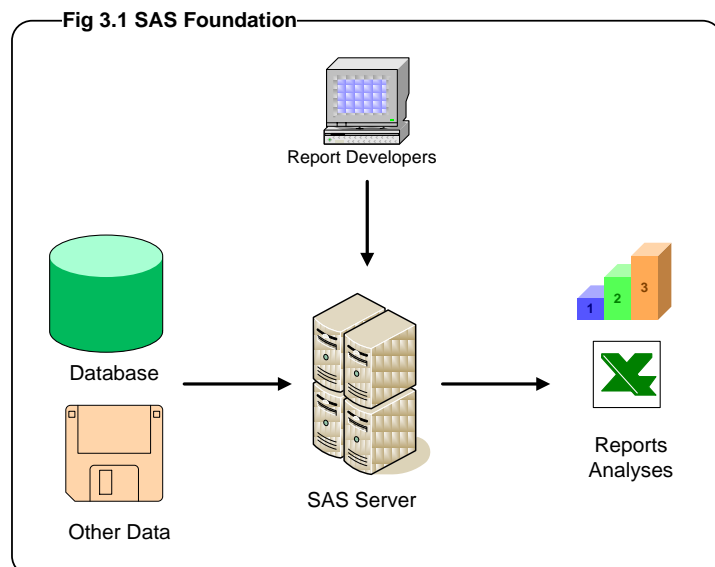 Fig 3.1 SAS Foundation
Report Developers
1
2
3
Database
Reports
Analyses
SAS Server
Other Data